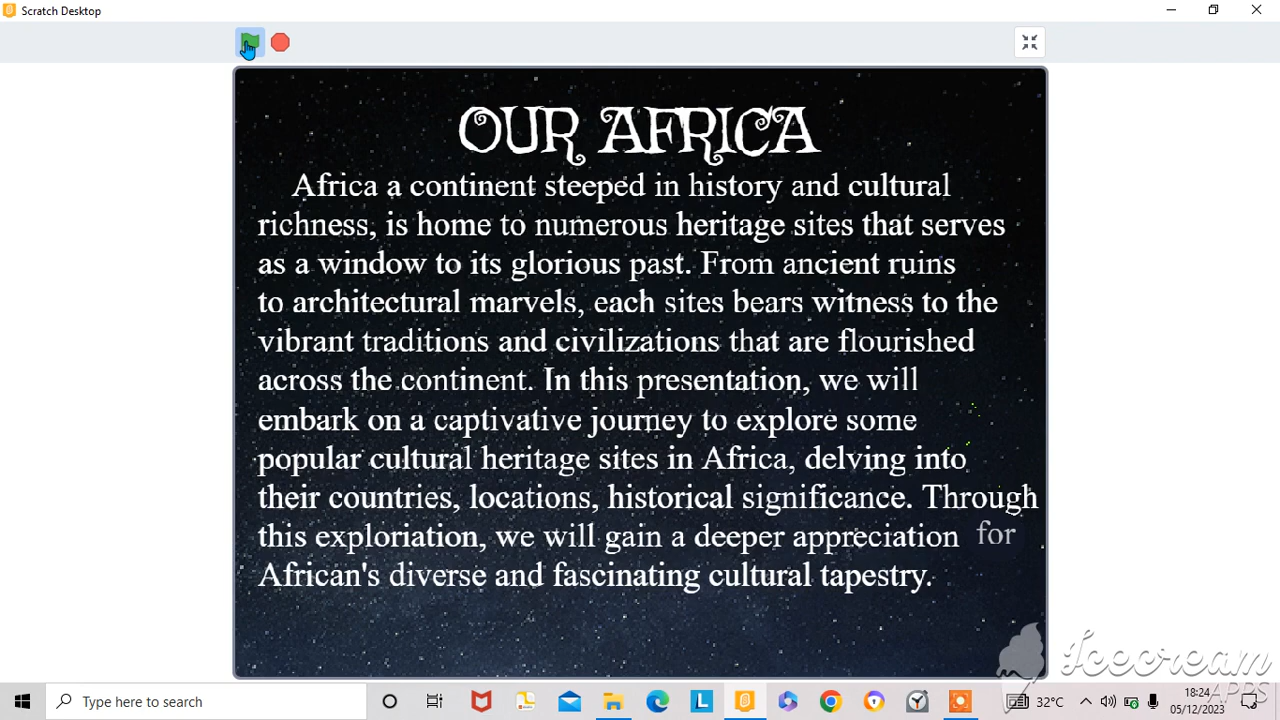 Scratch Desktop
OUR AFRICA
Africa a continent steeped in history and cultural
richness, is home to numerous heritage sites that serves
as a window to its glorious past. From ancient ruins
to architectural marvels, each sites bears witness to the
vibrant traditions and civilizations that are flourished
across the continent. In this presentation, we will
embark on a captivative journey to explore some
popular cultural heritage sites in Africa, delving into
their countries, locations, historical significance. Through
this exploriation, we will gain a deeper appreciation for
African's diverse and fascinating cultural tapestry.
Icecream
APPS
Type here to search
L
32°C
18:24
05/12/2023